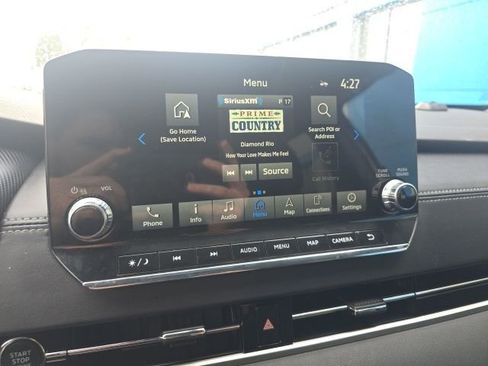 Menu
4:27
SiriusXM
P 17
PRIME
COUNTRY
Go Home
(Save Location)
Search POI or
Address
Diamond Rio
How Your Love Makes Me Feel
Source
Call History
VOL
TUNE
SCROLL
PUSH
SOUND
Phone
Info
Audio
Menu
Map
Connections
Settings
AUDIO
MENU
MAP
CAMERA
START
STOP